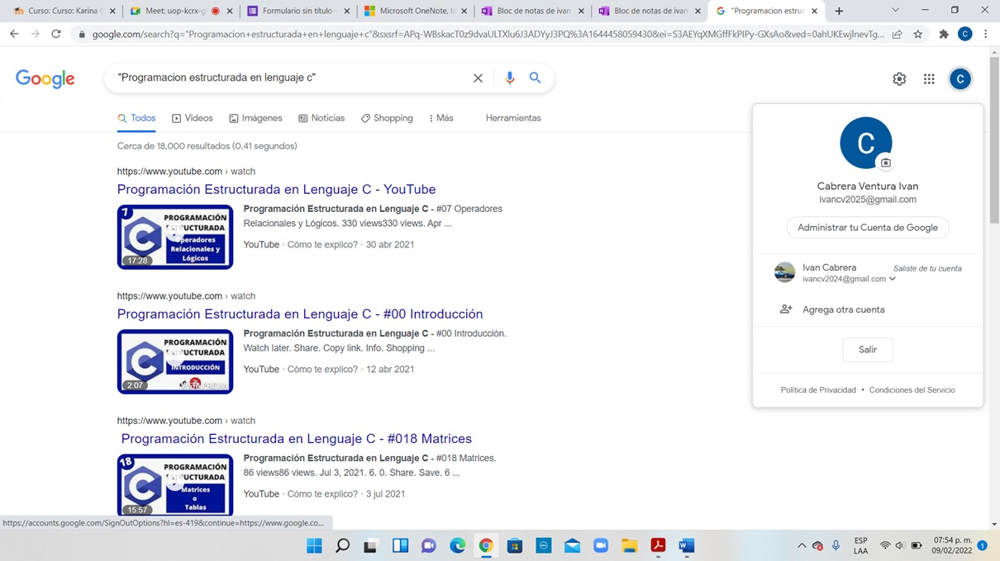 Curso: Curso: Karina G
Meet: uop-kcrx-g
Formulario sin título -
Microsoft OneNote, la
Bloc de notas de ivan
Bloc de notas de ivan
"Programacion estruc
google.com/search?q="Programacion+estructurada+en+lenguaje+c"&sxsrf=APq-WBskacT0z9dvaULTXlu6J3ADYyJ3PQ%3A1644458059430&ei=S3AEYqXMGffFkPIPy-GXsAo&ved=0ahUKEwjlnevTg...
C
Google
"Programacion estructurada en lenguaje c"
C
Todos
Videos
Imágenes
Noticias
Shopping
Más
Herramientas
Cerca de 18,000 resultados (0.41 segundos)
https://www.youtube.com › watch
Programación Estructurada en Lenguaje C - YouTube
7
PROGRAMACIÓN
ESTRUCTURADA
Operadores
Relacionales y
Lógicos
17:28
Programación Estructurada en Lenguaje C - #07 Operadores
Relacionales y Lógicos. 330 views330 views. Apr ...
YouTube · Cómo te explico? · 30 abr 2021
https://www.youtube.com › watch
Programación Estructurada en Lenguaje C - #00 Introducción
PROGRAMACIÓN
ESTRUCTURADA
INTRODUCCIÓN
2:07
VISTA PREVIA
Programación Estructurada en Lenguaje C - #00 Introducción.
Watch later. Share. Copy link. Info. Shopping ...
YouTube · Cómo te explico? · 12 abr 2021
https://www.youtube.com › watch
Programación Estructurada en Lenguaje C - #018 Matrices
18
PROGRAMACIÓN
ESTRUCTURADA
Matrices
o
Tablas
15:57
Programación Estructurada en Lenguaje C - #018 Matrices.
86 views86 views. Jul 3, 2021. 6. 0. Share. Save. 6 ...
YouTube · Cómo te explico? · 3 jul 2021
C
Cabrera Ventura Ivan
ivancv2025@gmail.com
Administrar tu Cuenta de Google
Ivan Cabrera
Saliste de tu cuenta
ivancv2024@gmail.com
Agrega otra cuenta
Salir
Política de Privacidad • Condiciones del Servicio
https://accounts.google.com/SignOutOptions?hl=es-419&continue=https://www.google.co...
ESP
LAA
07:54 p. m.
09/02/2022
1